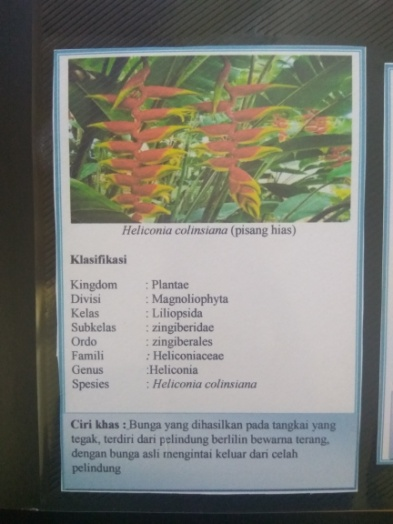 Heliconia colinsiana (pisang hias)
Klasifikasi
Kingdom : Plantae
Divisi : Magnoliophyta
Kelas : Liliopsida
Subkelas : zingiberidae
Ordo : zingiberales
Famili : Heliconiaceae
Genus :Heliconia
Spesies : Heliconia colinsiana
Ciri khas : Bunga yang dihasilkan pada tangkai yang
tegak, terdiri dari pelindung berlilin bewarna terang,
dengan bunga asli mengintai keluar dari celah
pelindung